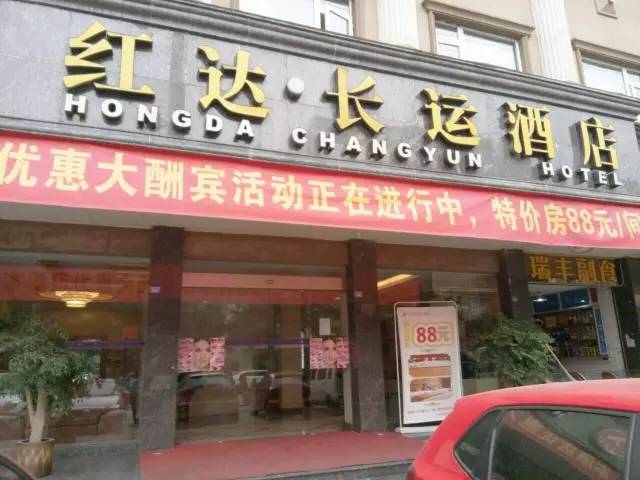 红达·长运酒店
HONGDA CHANGYUN HOTEL
优惠大酬宾活动正在进行中，特价房88元/间
瑞丰副食
88元